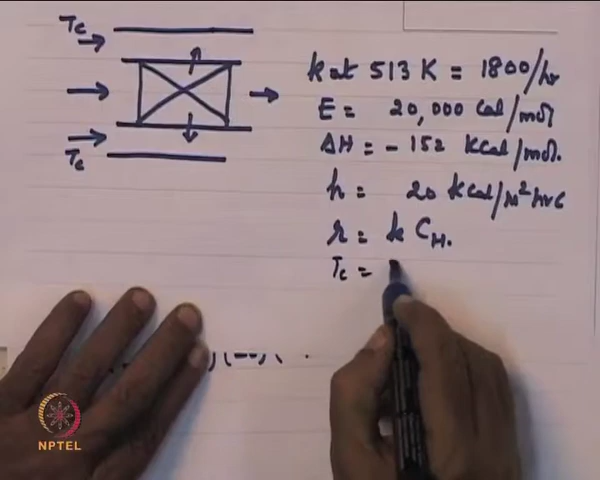 Tc
k at 513 K = 1800/hr
E = 20,000 Cal/mol
ΔH = - 152 kCal/mol.
h = 20 kCal/M² hr c
Tc
r = k CM.
Tc =
NPTEL